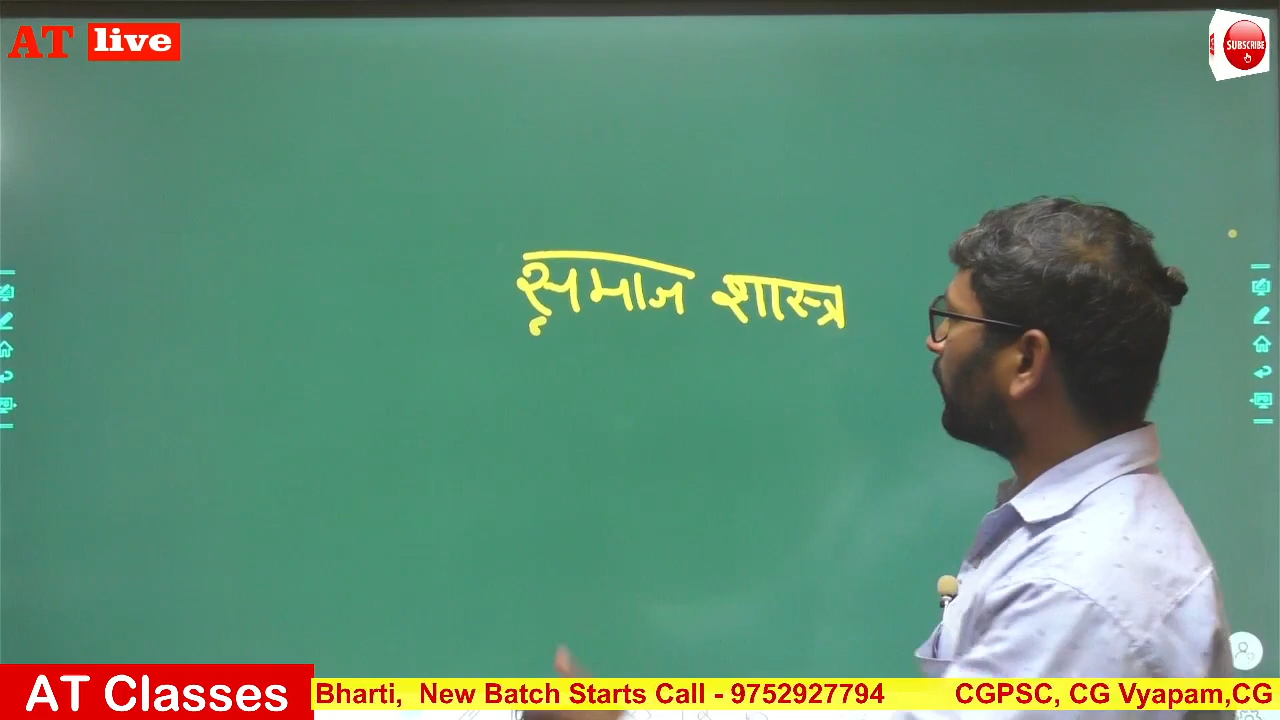 AT live
SUBSCRIBE
समाज शास्त्र
AT Classes
Bharti, New Batch Starts Call - 9752927794 CGPSC, CG Vyapam,CG